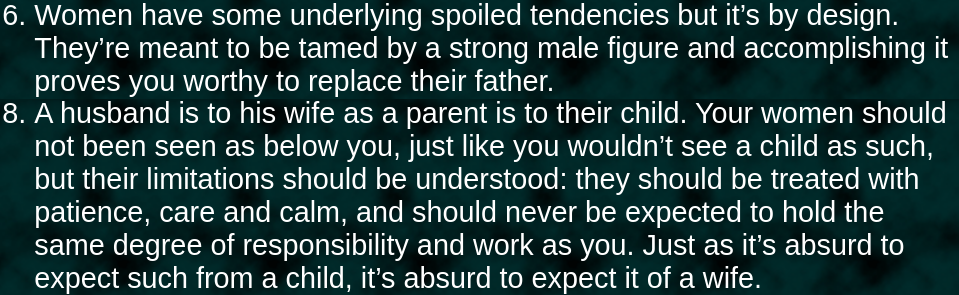 6. Women have some underlying spoiled tendencies but it’s by design.
They’re meant to be tamed by a strong male figure and accomplishing it
proves you worthy to replace their father.
8. A husband is to his wife as a parent is to their child. Your women should
not been seen as below you, just like you wouldn’t see a child as such,
but their limitations should be understood: they should be treated with
patience, care and calm, and should never be expected to hold the
same degree of responsibility and work as you. Just as it’s absurd to
expect such from a child, it’s absurd to expect it of a wife.